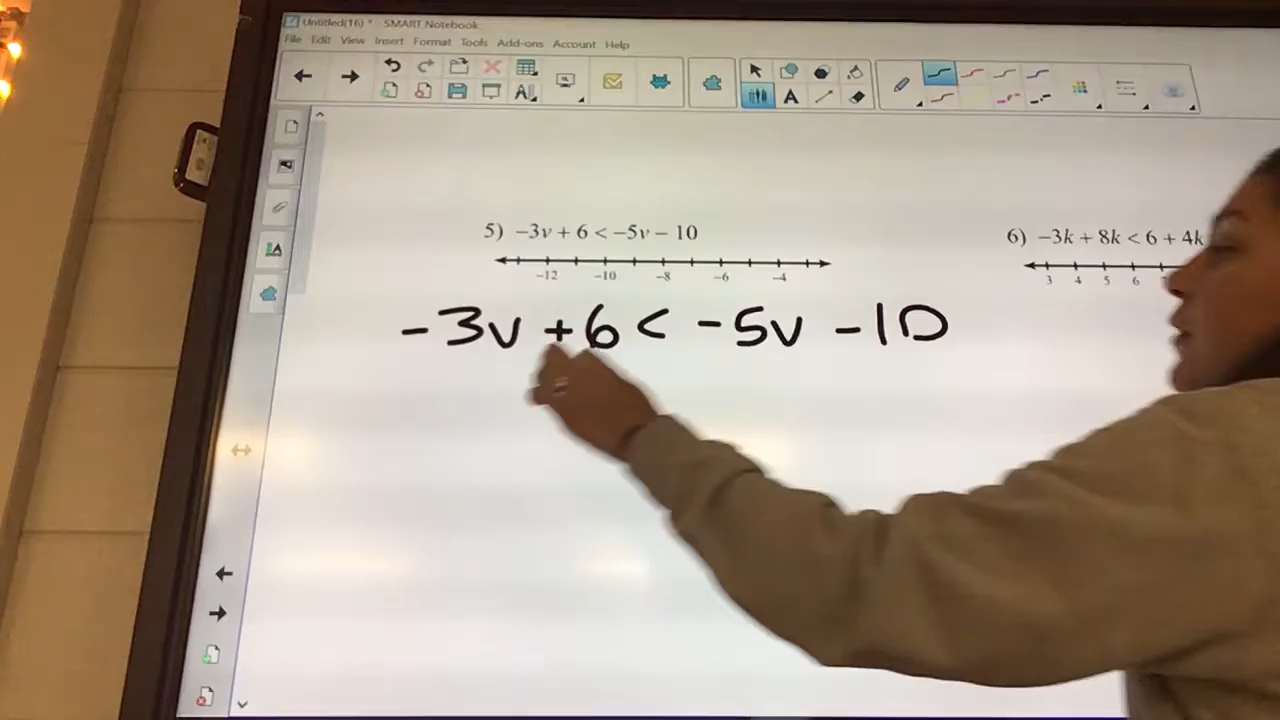 Untitled(16) * - SMART Notebook
File Edit View Insert Format Tools Add-ons Account Help
5) −3v + 6 < −5v − 10
-12 -10 -8 -6 -4
6) −3k + 8k < 6 + 4k
3 4 5 6
-3v +6 < -5v -10